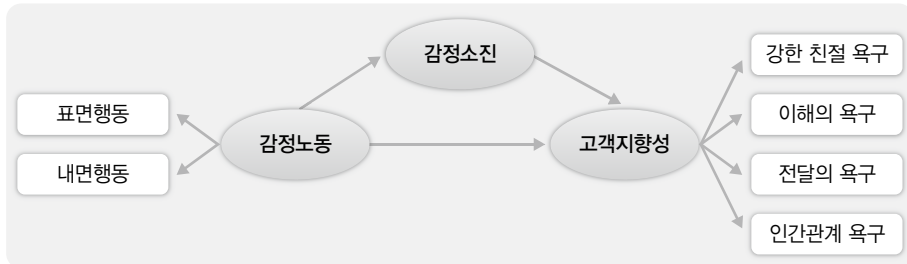 감정소진
강한 친절 욕구
표면행동
이해의 욕구
감정노동
고객지향성
내면행동
전달의 욕구
인간관계 욕구